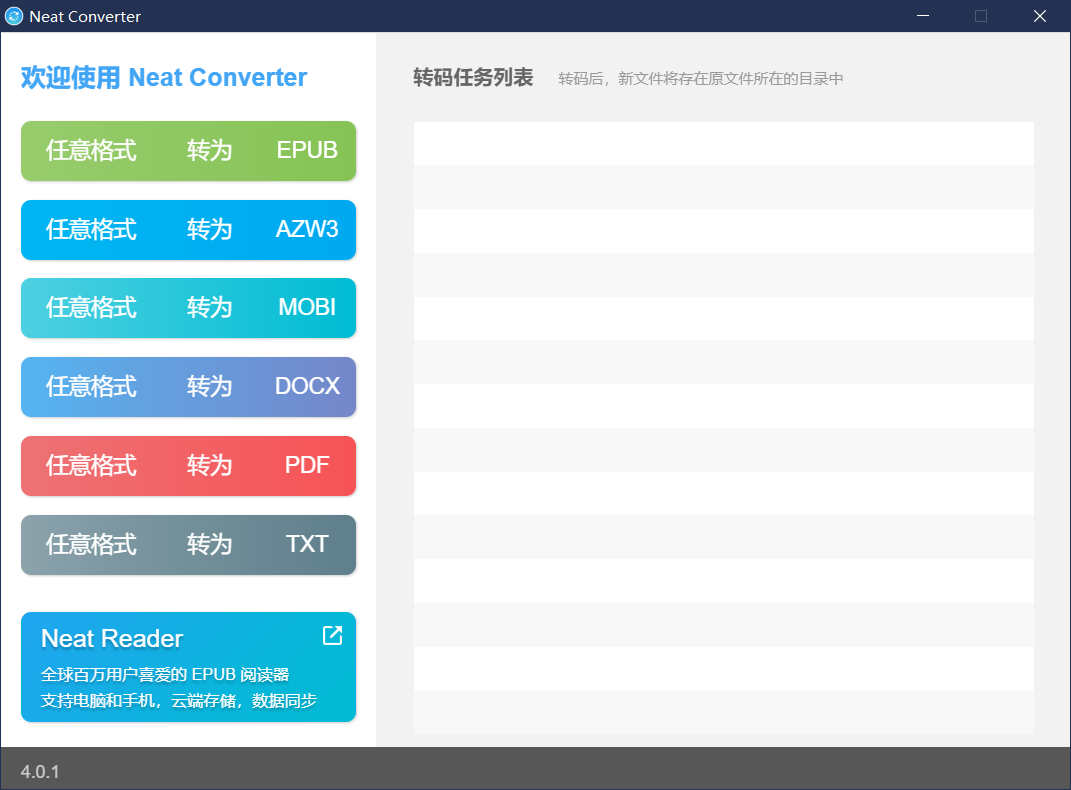 Neat Converter
欢迎使用 Neat Converter
任意格式 转为 EPUB
任意格式 转为 AZW3
任意格式 转为 MOBI
任意格式 转为 DOCX
任意格式 转为 PDF
任意格式 转为 TXT
Neat Reader
全球百万用户喜爱的 EPUB 阅读器
支持电脑和手机，云端存储，数据同步
转码任务列表 转码后，新文件将存在原文件所在的目录中
4.0.1